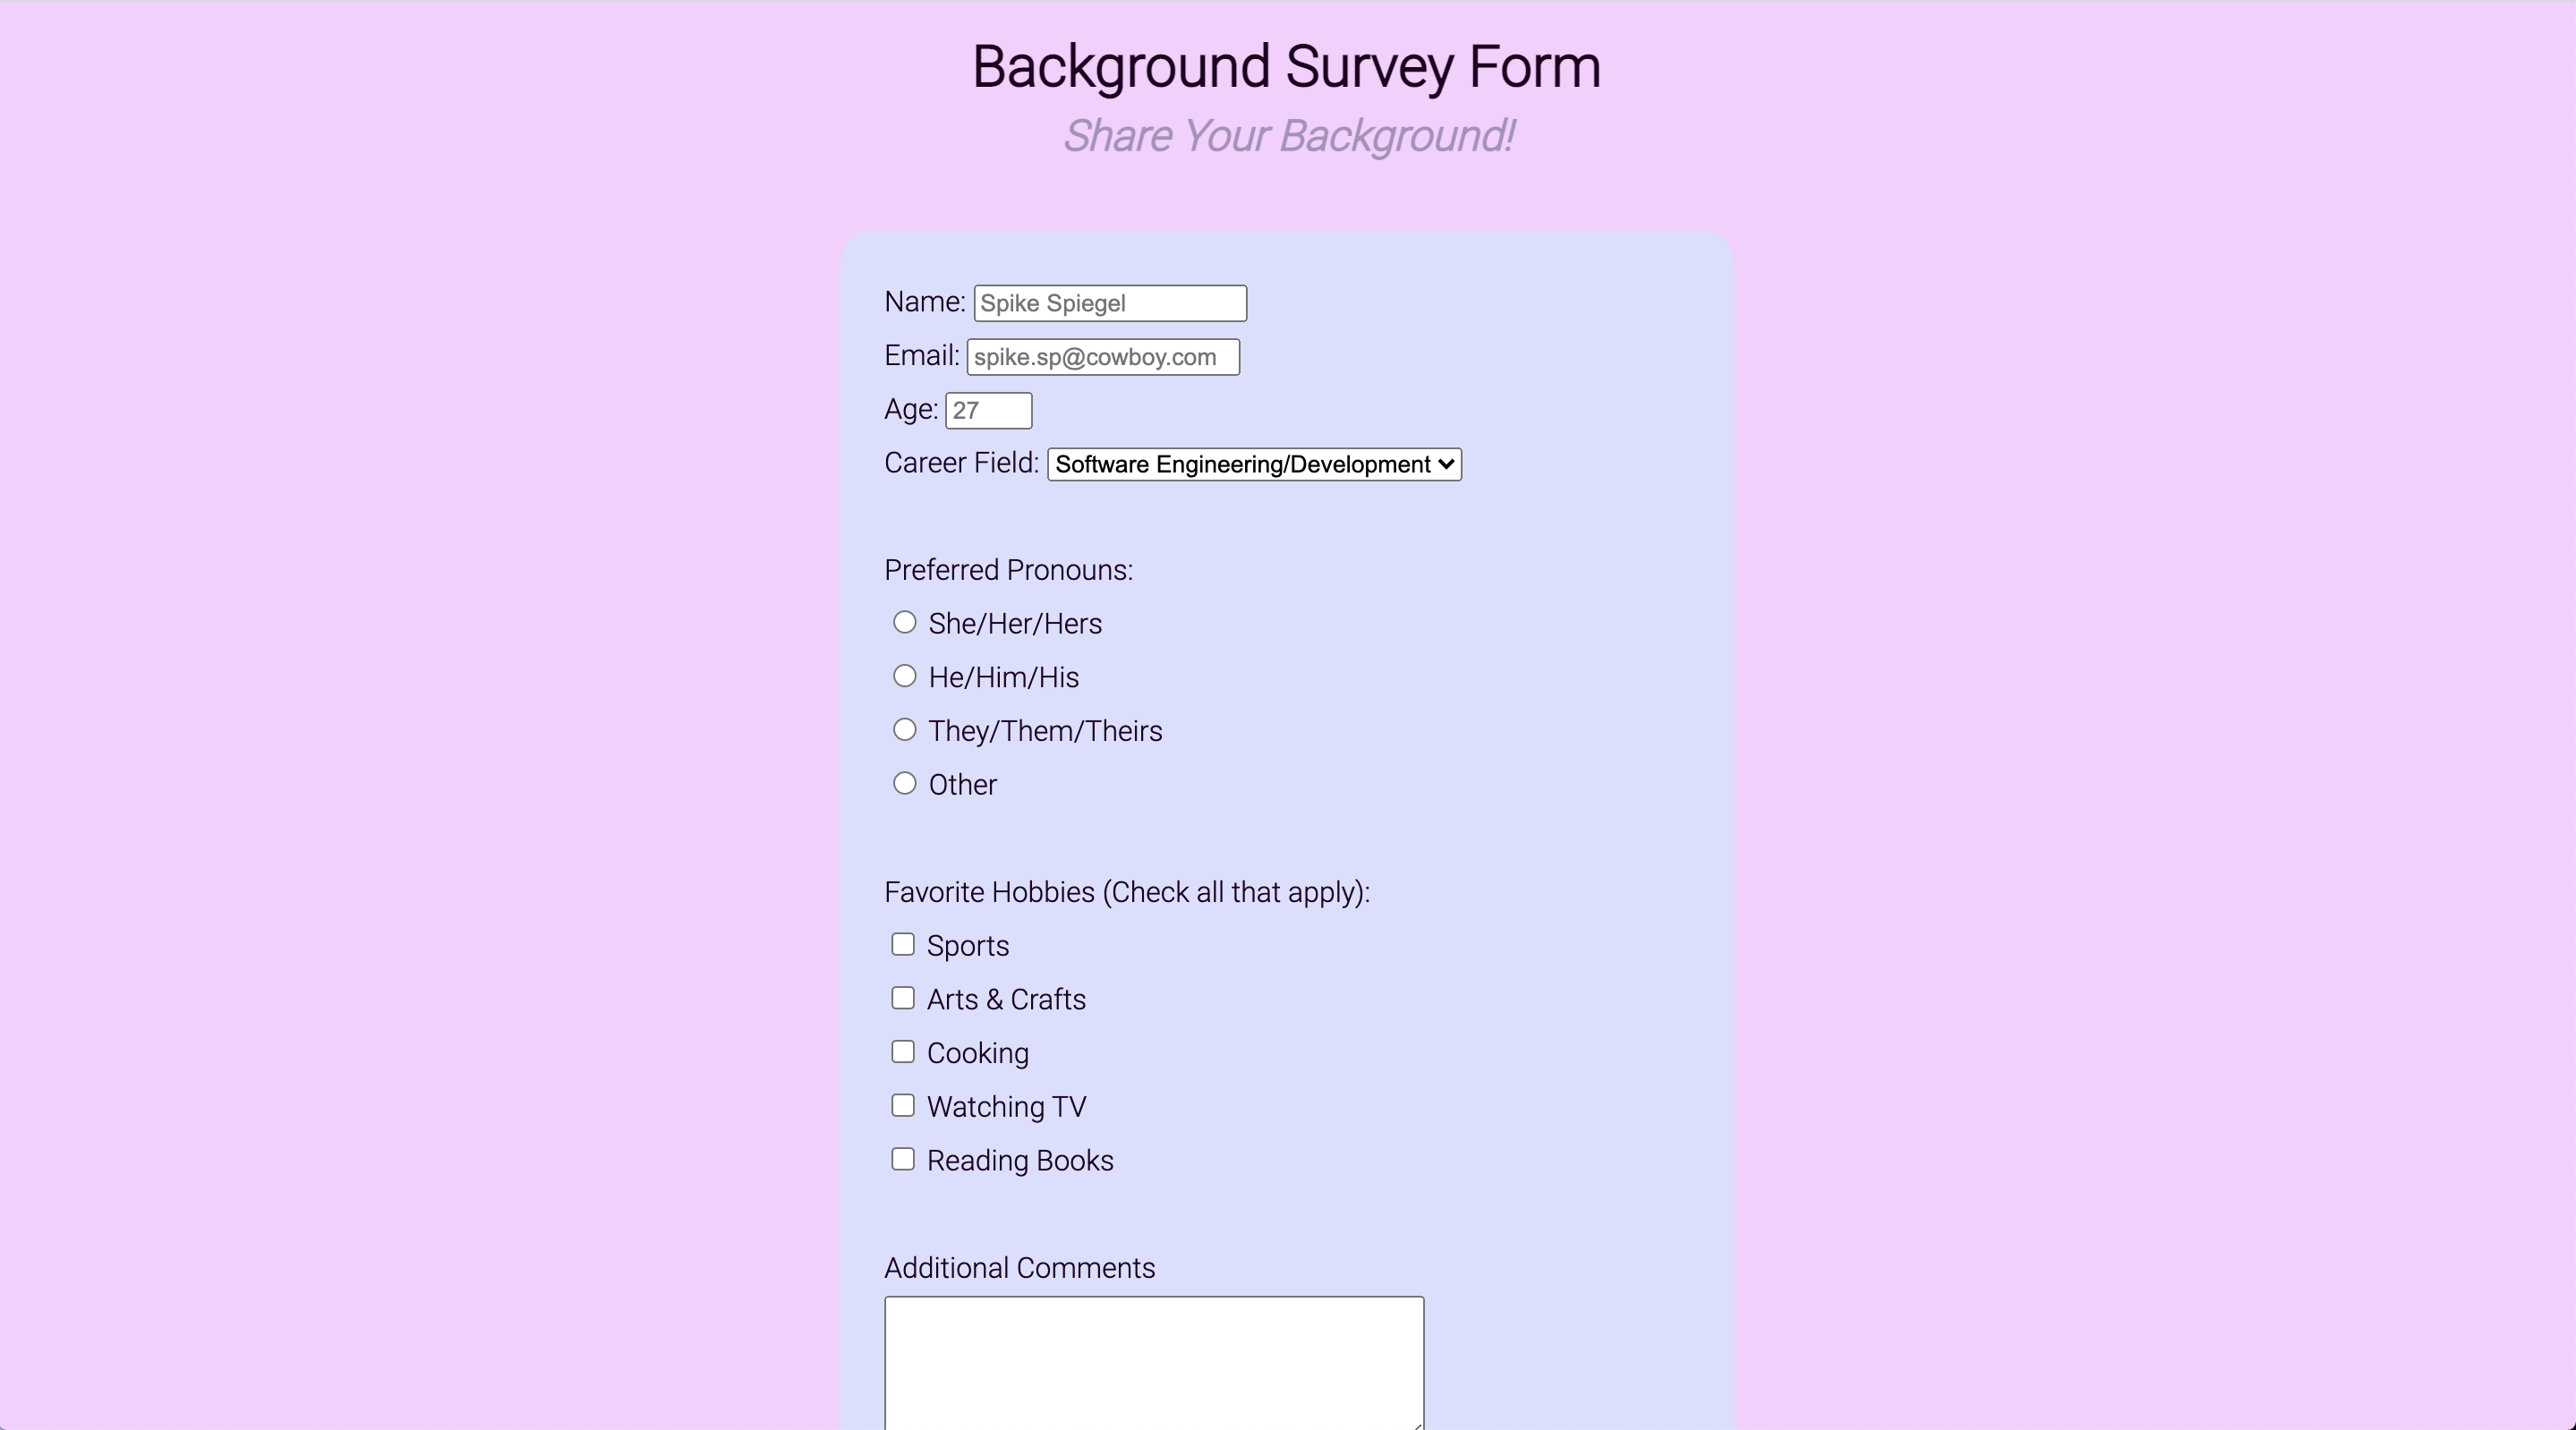 Background Survey Form
Share Your Background!
Name: Spike Spiegel
Email: spike.sp@cowboy.com
Age: 27
Career Field: Software Engineering/Development
Preferred Pronouns:
She/Her/Hers
He/Him/His
They/Them/Theirs
Other
Favorite Hobbies (Check all that apply):
Sports
Arts & Crafts
Cooking
Watching TV
Reading Books
Additional Comments